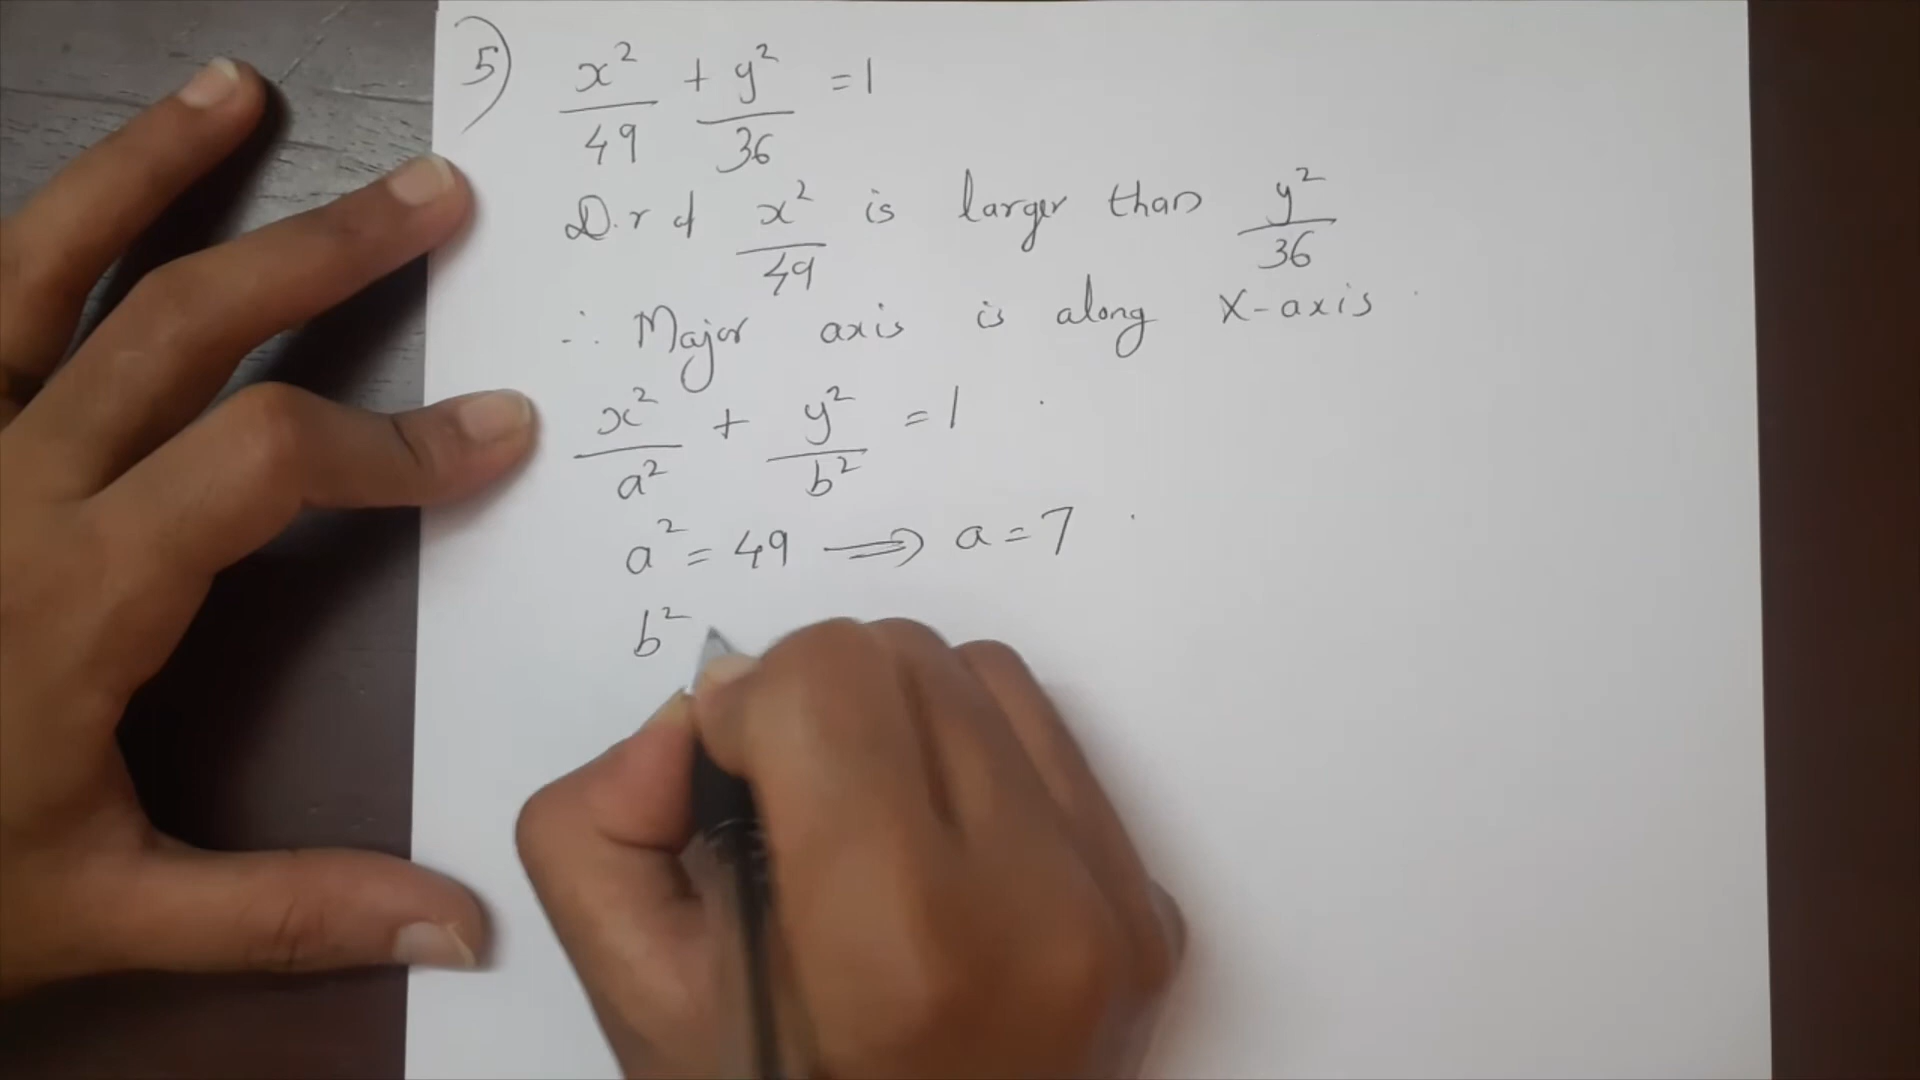 5) x²/49 + y²/36 = 1
D.r of x²/49 is larger than y²/36
∴ Major axis is along X-axis
x²/a² + y²/b² = 1
a² = 49 ⟹ a = 7
b²